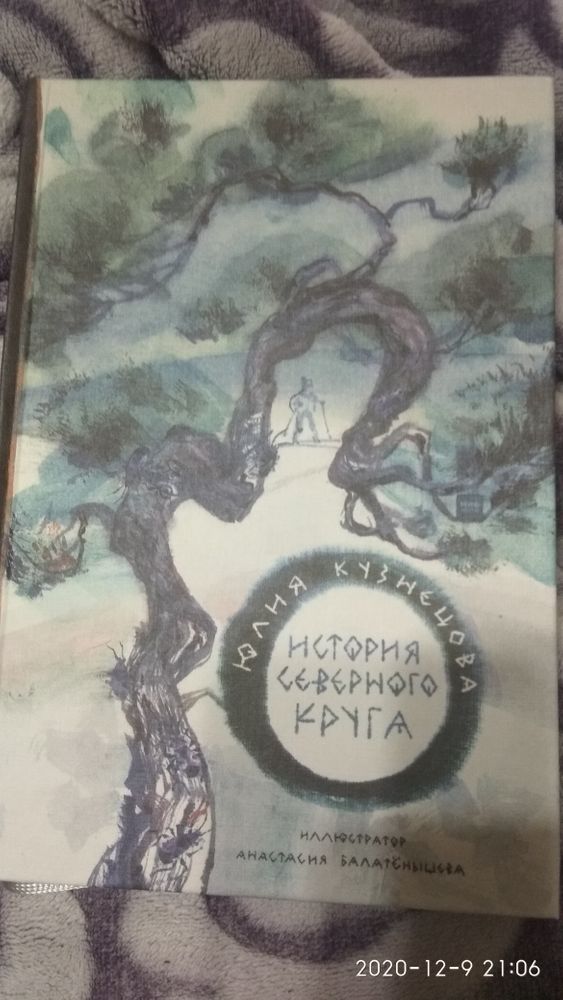 ЮЛИЯ КУЗНЕЦОВА
ИСТОРИЯ
СЕВЕРНОГО
КРУГА
ИЛЛЮСТРАТОР
АНАСТАСИЯ БАЛАТЁНЫШЕВА
2020-12-9 21:06